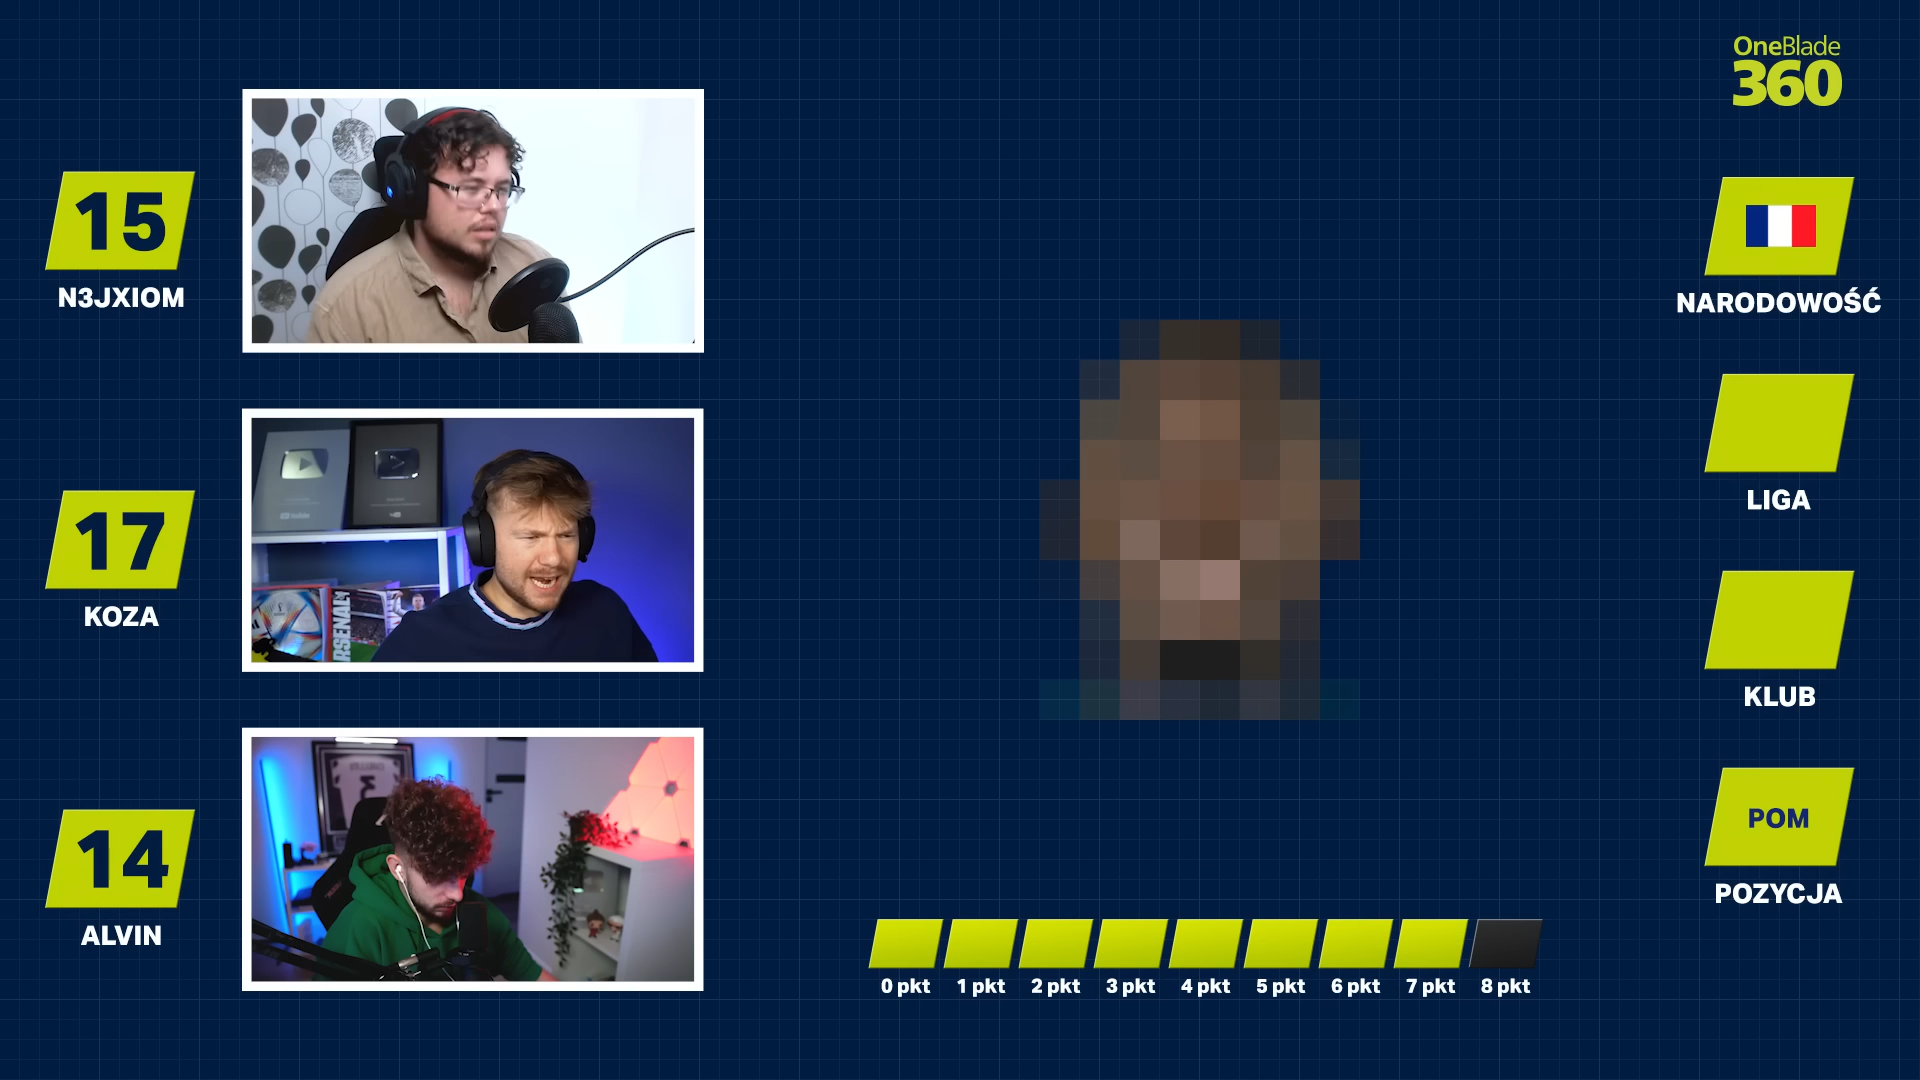 OneBlade
360
15
N3JXIOM
17
KOZA
14
ALVIN
ARSENAL
NARODOWOŚĆ
LIGA
KLUB
POM
POZYCJA
0 pkt
1 pkt
2 pkt
3 pkt
4 pkt
5 pkt
6 pkt
7 pkt
8 pkt